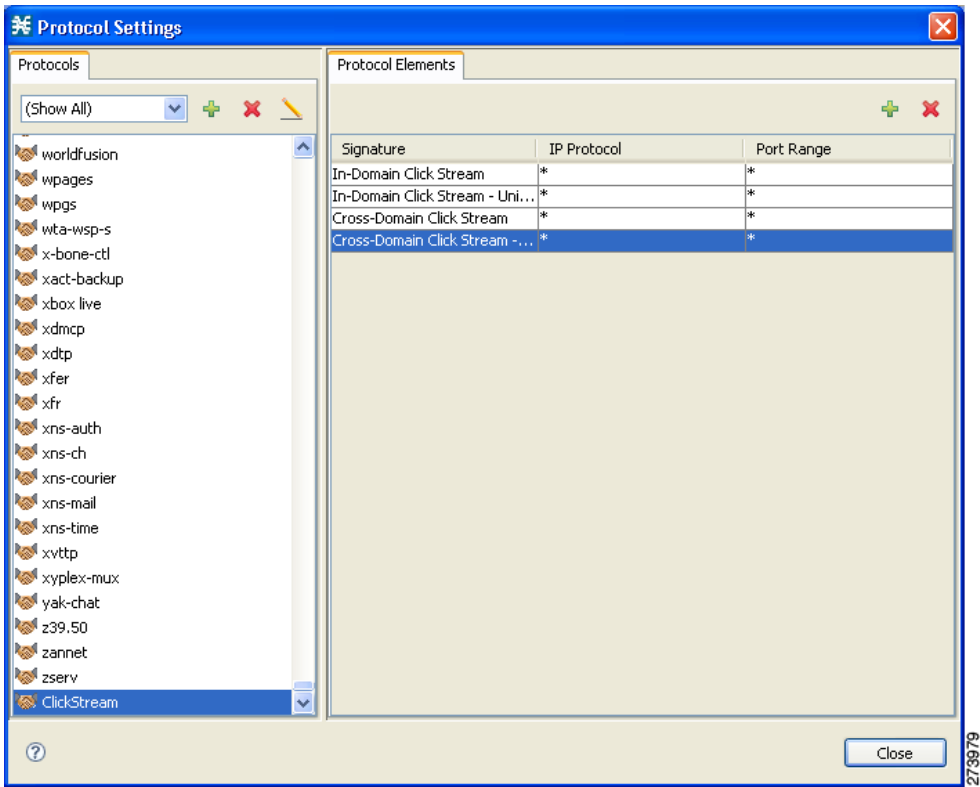 Protocol Settings
Protocols
(Show All)
worldfusion
wpages
wpgs
wta-wsp-s
x-bone-ctl
xact-backup
xbox live
xdmcp
xdtp
xfer
xfr
xns-auth
xns-ch
xns-courier
xns-mail
xns-time
xvttp
xyplex-mux
yak-chat
z39.50
zannet
zserv
ClickStream
Protocol Elements
Signature IP Protocol Port Range
In-Domain Click Stream * *
In-Domain Click Stream - Uni... * *
Cross-Domain Click Stream * *
Cross-Domain Click Stream -... * *
?
Close
273979